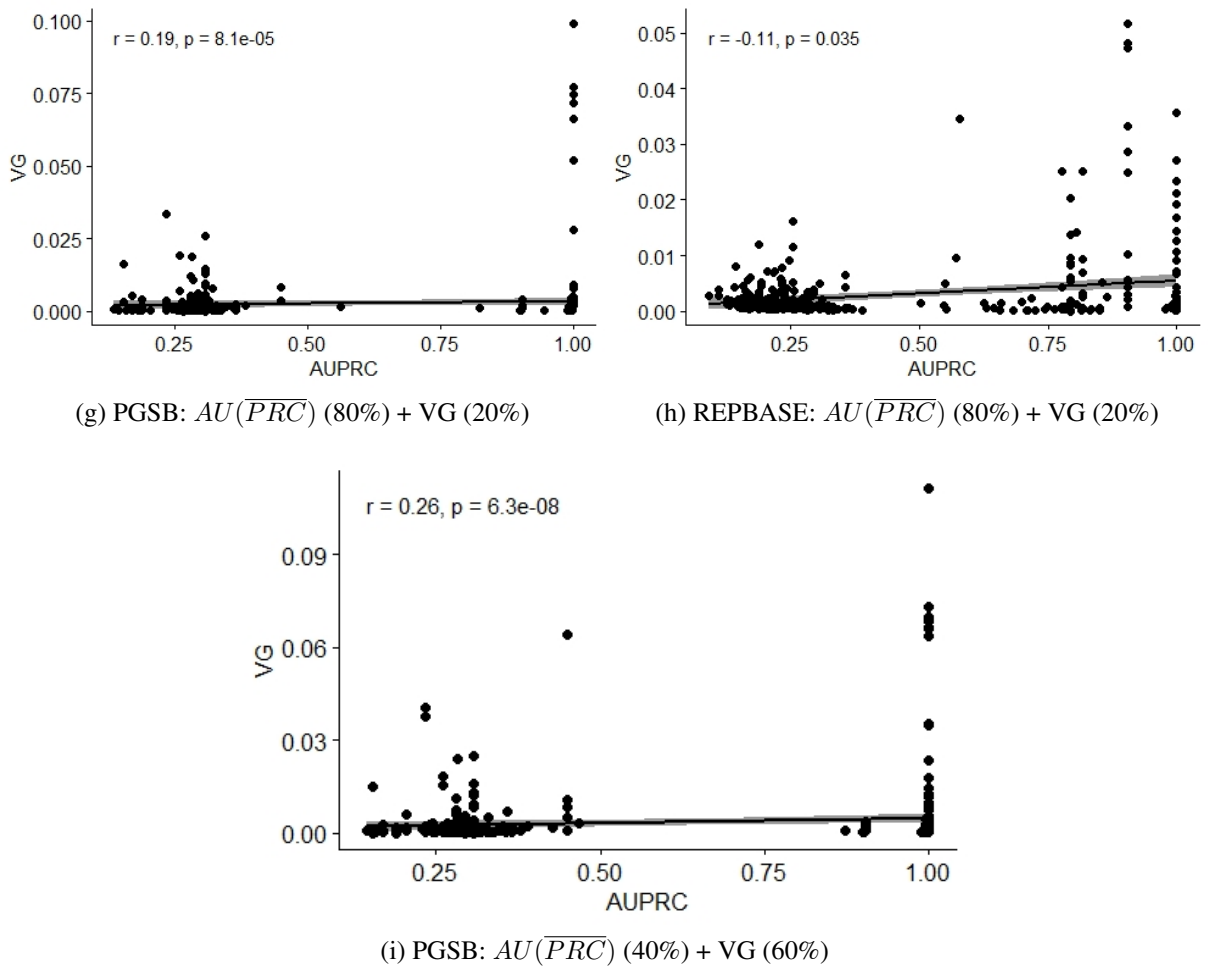 r = 0.19, p = 8.1e-05
0.100
0.075
0.050
0.025
0.000
VG
0.25 0.50 0.75 1.00
AUPRC
(g) PGSB: AU(\overline{PRC}) (80%) + VG (20%)
r = -0.11, p = 0.035
0.05
0.04
0.03
0.02
0.01
0.00
VG
0.25 0.50 0.75 1.00
AUPRC
(h) REPBASE: AU(\overline{PRC}) (80%) + VG (20%)
r = 0.26, p = 6.3e-08
0.09
0.06
0.03
0.00
VG
0.25 0.50 0.75 1.00
AUPRC
(i) PGSB: AU(\overline{PRC}) (40%) + VG (60%)